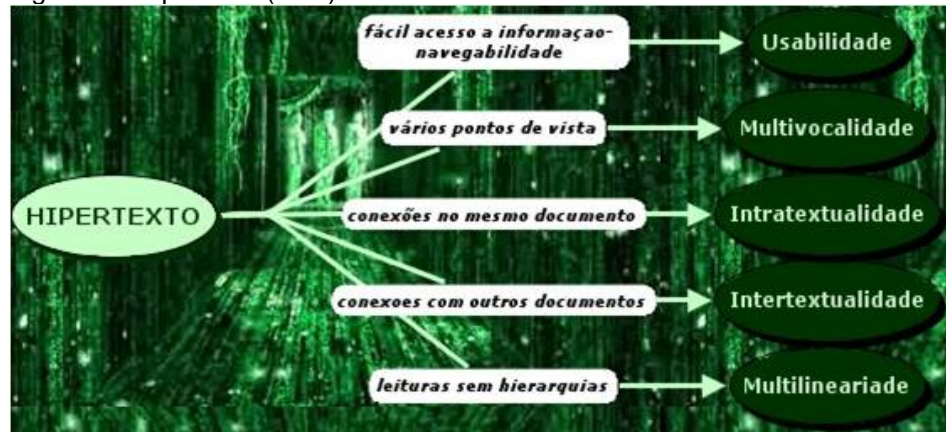 fácil acesso a informaçao-
navegabilidade
Usabilidade
vários pontos de vista
Multivocalidade
HIPERTEXTO
conexões no mesmo documento
Intratextualidade
conexoes com outros documentos
Intertextualidade
leituras sem hierarquias
Multilineariade